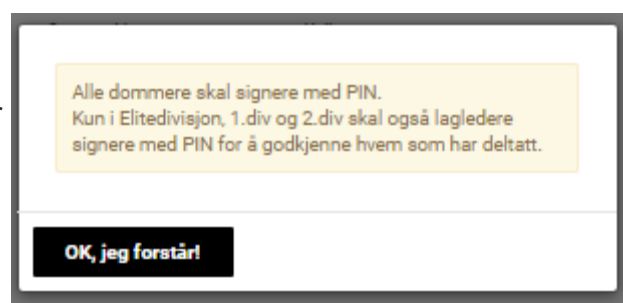 Alle dommere skal signere med PIN.
Kun i Elitedivisjon, 1.div og 2.div skal også lagledere
signere med PIN for å godkjenne hvem som har deltatt.
OK, jeg forstår!